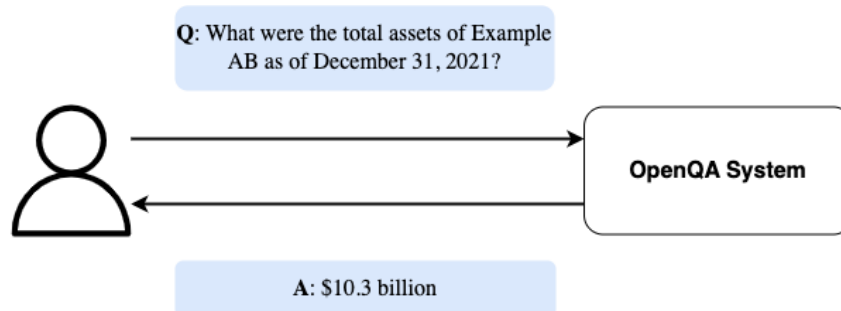 Q: What were the total assets of Example
AB as of December 31, 2021?
OpenQA System
A: $10.3 billion